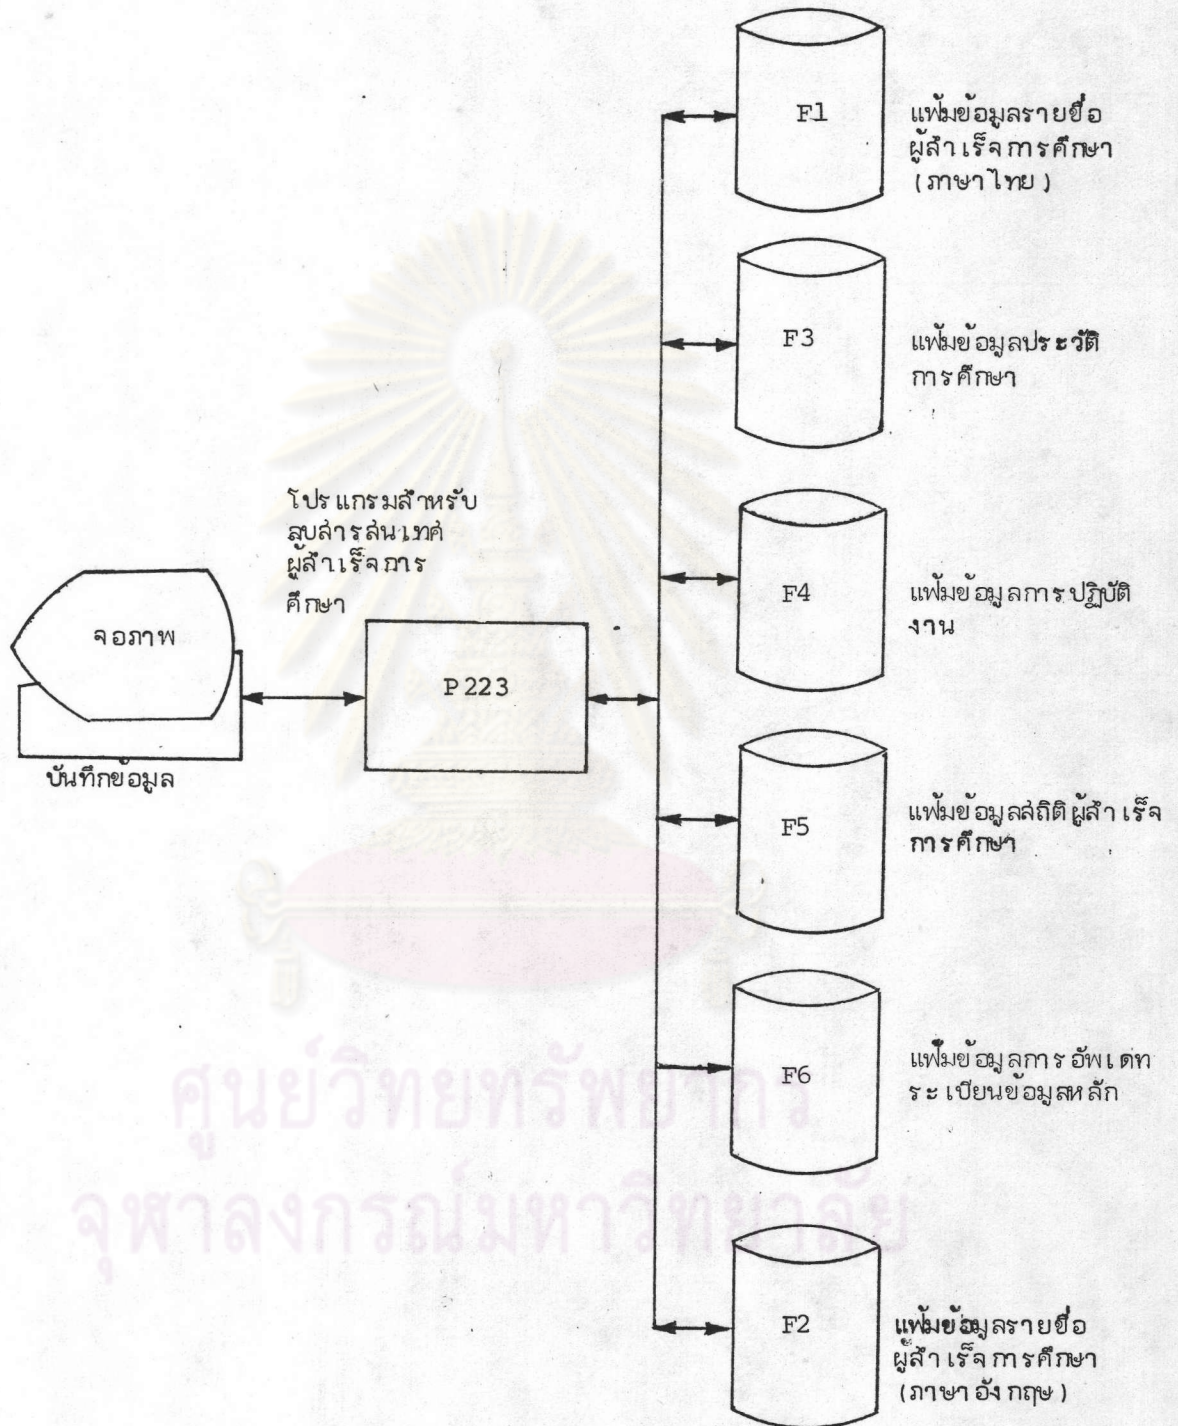 F1
แฟ้มข้อมูลรายชื่อ
ผู้สำเร็จการศึกษา
(ภาษาไทย)
F3
แฟ้มข้อมูลประวัติ
การศึกษา
โปรแกรมสำหรับ
ลบสารสนเทศ
ผู้สำเร็จการ
ศึกษา
F4
แฟ้มข้อมูลการปฏิบัติ
งาน
จอภาพ
P223
บันทึกข้อมูล
F5
แฟ้มข้อมูลสถิติผู้สำเร็จ
การศึกษา
F6
แฟ้มข้อมูลการอัพเดท
ระเบียนข้อมูลหลัก
ศูนย์วิทยทรัพยากร
จุฬาลงกรณ์มหาวิทยาลัย
F2
แฟ้มข้อมูลรายชื่อ
ผู้สำเร็จการศึกษา
(ภาษาอังกฤษ)